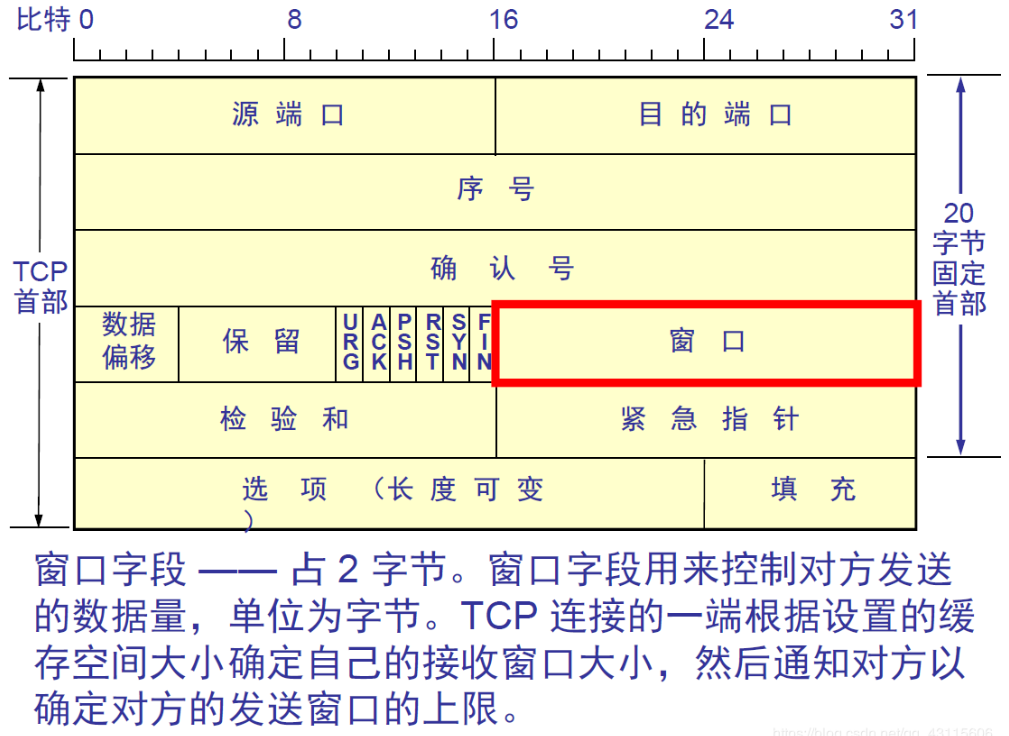 比特 0 8 16 24 31
源 端 口 目 的 端 口
序 号
确 认 号
TCP
首部
20
字节
固定
首部
数据
偏移
保 留
URG
ACK
PSH
RST
SYN
FIN
窗 口
检 验 和 紧 急 指 针
选 项 （长 度 可 变
） 填 充
窗口字段 —— 占 2 字节。窗口字段用来控制对方发送
的数据量，单位为字节。TCP 连接的一端根据设置的缓
存空间大小确定自己的接收窗口大小，然后通知对方以
确定对方的发送窗口的上限。
https://blog.csdn.net/qq_43115606